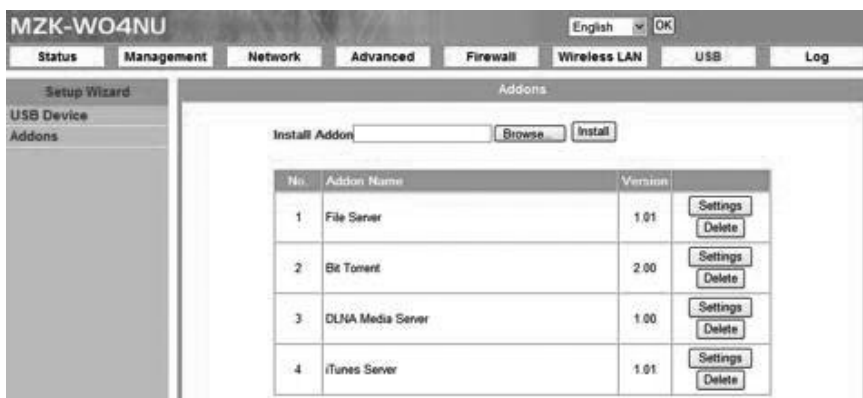 MZK-WO4NU English OK
Status Management Network Advanced Firewall Wireless LAN USB Log
Setup Wizard
USB Device
Addons
Addons
Install Addon Browse... Install
No. Addon Name Version
1 File Server 1.01 Settings Delete
2 Bit Torrent 2.00 Settings Delete
3 DLNA Media Server 1.00 Settings Delete
4 iTunes Server 1.01 Settings Delete